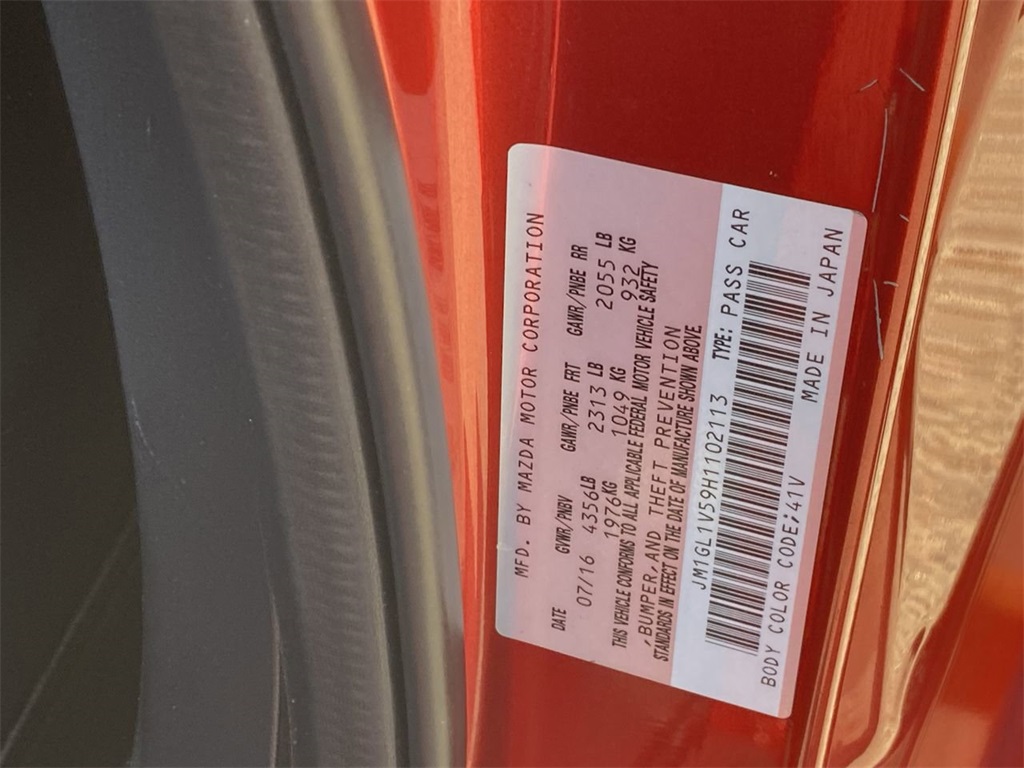 MFD. BY MAZDA MOTOR CORPORATION
DATE GVWR/PNBV GAWR/PNBE FRT GAWR/PNBE RR
07/16 4356LB 2313 LB 2055 LB
1976KG 1049 KG 932 KG
THIS VEHICLE CONFORMS TO ALL APPLICABLE FEDERAL MOTOR VEHICLE SAFETY
,BUMPER,AND THEFT PREVENTION
STANDARDS IN EFFECT ON THE DATE OF MANUFACTURE SHOWN ABOVE
JM1GL1V59H1102113 TYPE: PASS CAR
BODY COLOR CODE;41V MADE IN JAPAN